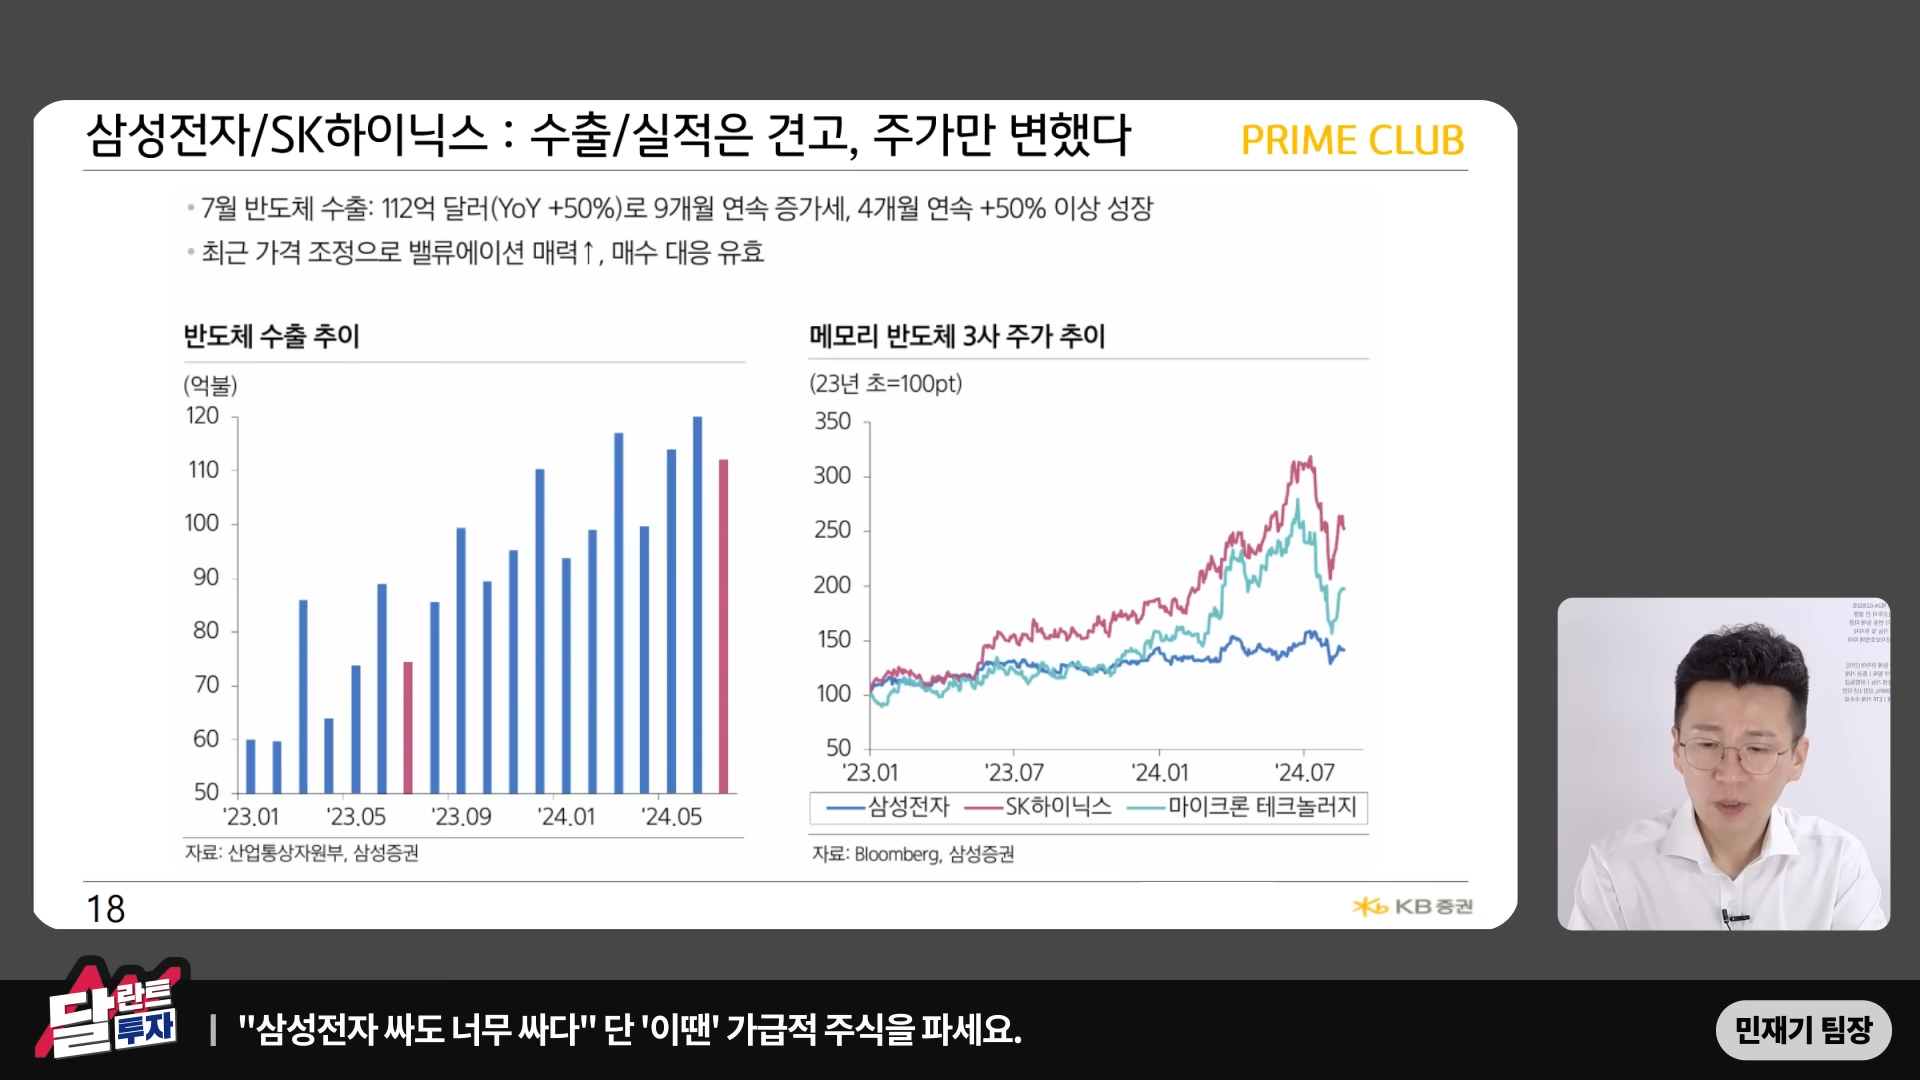 삼성전자/SK하이닉스 : 수출/실적은 견고, 주가만 변했다
PRIME CLUB
• 7월 반도체 수출: 112억 달러(YoY +50%)로 9개월 연속 증가세, 4개월 연속 +50% 이상 성장
• 최근 가격 조정으로 밸류에이션 매력↑, 매수 대응 유효
반도체 수출 추이
(억불)
120
110
100
90
80
70
60
50
'23.01 '23.05 '23.09 '24.01 '24.05
자료: 산업통상자원부, 삼성증권
메모리 반도체 3사 주가 추이
(23년 초=100pt)
350
300
250
200
150
100
50
'23.01 '23.07 '24.01 '24.07
삼성전자 SK하이닉스 마이크론 테크놀러지
자료: Bloomberg, 삼성증권
18
KB증권
달란트투자
| "삼성전자 싸도 너무 싸다" 단 '이땐' 가급적 주식을 파세요.
민재기 팀장